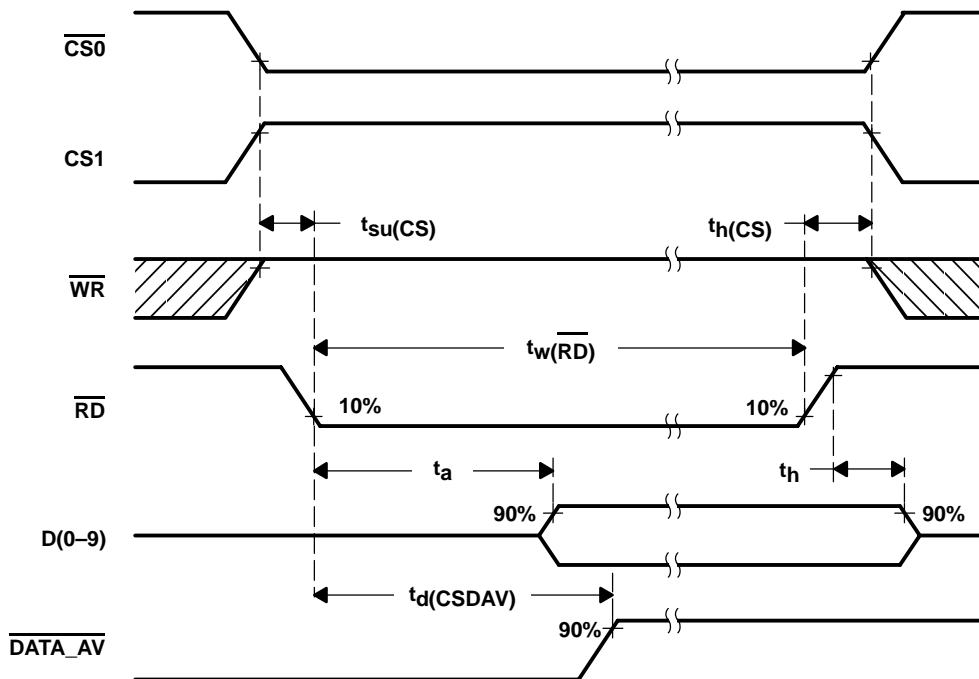 CS0
CS1
tsu(CS)
th(CS)
WR
tw(RD)
RD
10%
10%
ta
th
90%
90%
D(0–9)
td(CSDAV)
90%
DATA_AV